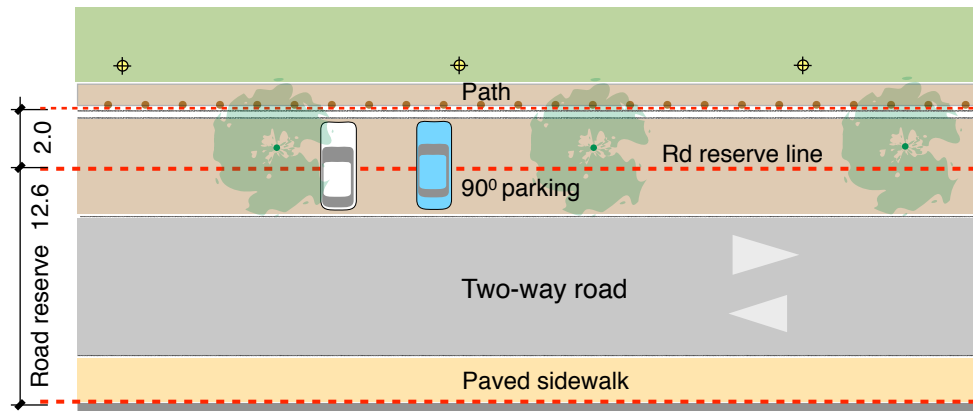 Path
2.0
Rd reserve line
90⁰ parking
Road reserve 12.6
Two-way road
Paved sidewalk